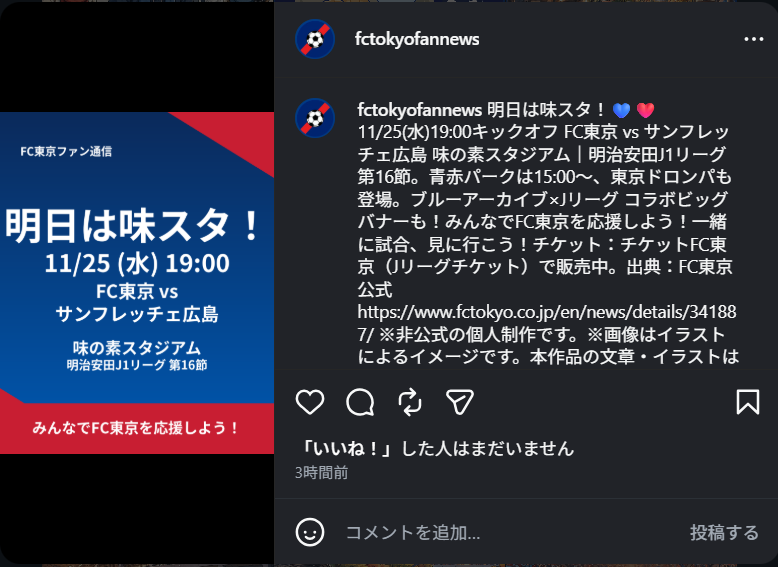 FC東京ファン通信
明日は味スタ！
11/25 (水) 19:00
FC東京 vs
サンフレッチェ広島
味の素スタジアム
明治安田J1リーグ 第16節
みんなでFC東京を応援しよう！
fctokyofannews
fctokyofannews 明日は味スタ！💙❤️
11/25(水)19:00キックオフ FC東京 vs サンフレッ
チェ広島 味の素スタジアム｜明治安田J1リーグ
第16節。青赤パークは15:00〜、東京ドロンパも
登場。ブルーアーカイブ×Jリーグ コラボビッグ
バナーも！みんなでFC東京を応援しよう！一緒
に試合、見に行こう！チケット：チケットFC東
京（Jリーグチケット）で販売中。出典：FC東京
公式
https://www.fctokyo.co.jp/en/news/details/34188
7/ ※非公式の個人制作です。※画像はイラスト
によるイメージです。本作品の文章・イラストは
「いいね！」した人はまだいません
3時間前
コメントを追加...
投稿する